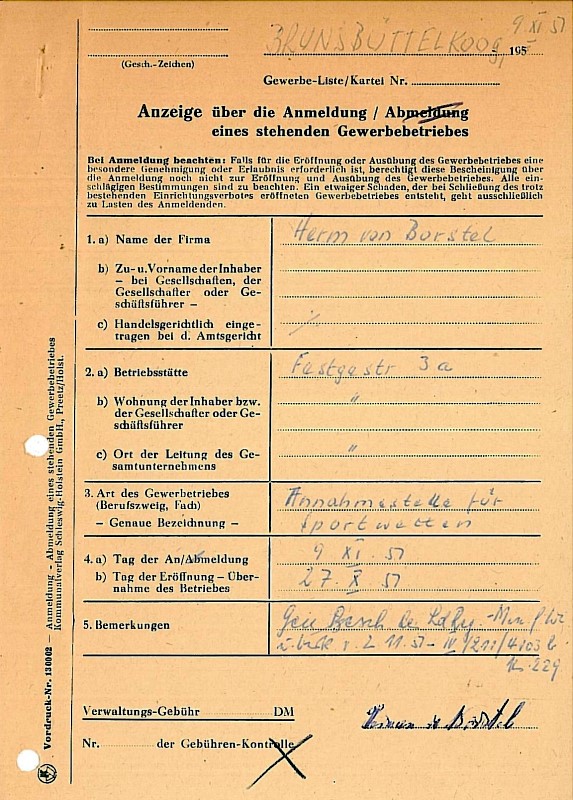 BRUNSBÜTTELKOOG, 9. XI. 57
195
(Gesch.-Zeichen)
Gewerbe-Liste/Kartei Nr.
Anzeige über die Anmeldung / Abmeldung
eines stehenden Gewerbebetriebes
Bei Anmeldung beachten: Falls für die Eröffnung oder Ausübung des Gewerbebetriebes eine
besondere Genehmigung oder Erlaubnis erforderlich ist, berechtigt diese Bescheinigung über
die Anmeldung noch nicht zur Eröffnung und Ausübung des Gewerbebetriebes. Alle ein-
schlägigen Bestimmungen sind zu beachten. Ein etwaiger Schaden, der bei Schließung des trotz
bestehenden Einrichtungsverbotes eröffneten Gewerbebetriebes entsteht, geht ausschließlich
zu Lasten des Anmeldenden.
1. a) Name der Firma
Herm von Borstel
b) Zu- u. Vorname der Inhaber
– bei Gesellschaften, der
Gesellschafter oder Ge-
schäftsführer –
c) Handelsgerichtlich einge-
tragen bei d. Amtsgericht
2. a) Betriebsstätte
Festgestr 3a
b) Wohnung der Inhaber bzw.
der Gesellschafter oder Ge-
schäftsführer
"
c) Ort der Leitung des Ge-
samtunternehmens
"
3. Art des Gewerbebetriebes
(Berufszweig, Fach)
– Genaue Bezeichnung –
Annahmestelle für
Sportwetten
4. a) Tag der An/Abmeldung
9 XI. 57
b) Tag der Eröffnung – Über-
nahme des Betriebes
27. X. 57
5. Bemerkungen
v. 2. 11. 57 - IV
229
Verwaltungs-Gebühr DM
v Borstel
Nr. der Gebühren-Kontrolle
Vordruck-Nr. 130002 — Anmeldung - Abmeldung eines stehenden Gewerbebetriebes
Kommunalverlag Schleswig-Holstein GmbH., Preetz/Holst.